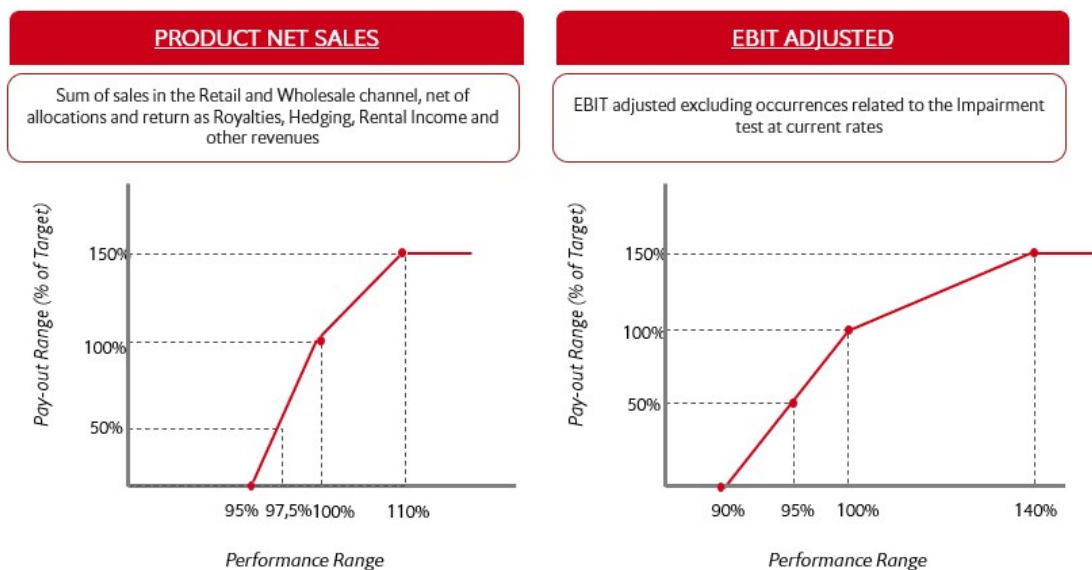 PRODUCT NET SALES
Sum of sales in the Retail and Wholesale channel, net of
allocations and return as Royalties, Hedging, Rental Income and
other revenues
Pay-out Range (% of Target)
150%
100%
50%
95% 97,5% 100% 110%
Performance Range
EBIT ADJUSTED
EBIT adjusted excluding occurrences related to the Impairment
test at current rates
Pay-out Range (% of Target)
150%
100%
50%
90% 95% 100% 140%
Performance Range